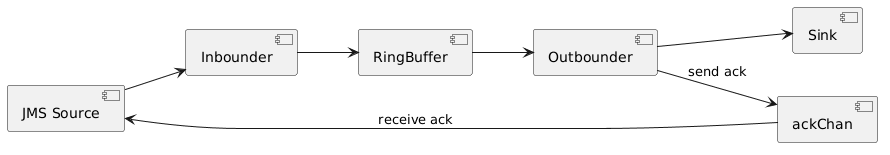 JMS Source
Inbounder
RingBuffer
Outbounder
Sink
send ack
ackChan
receive ack